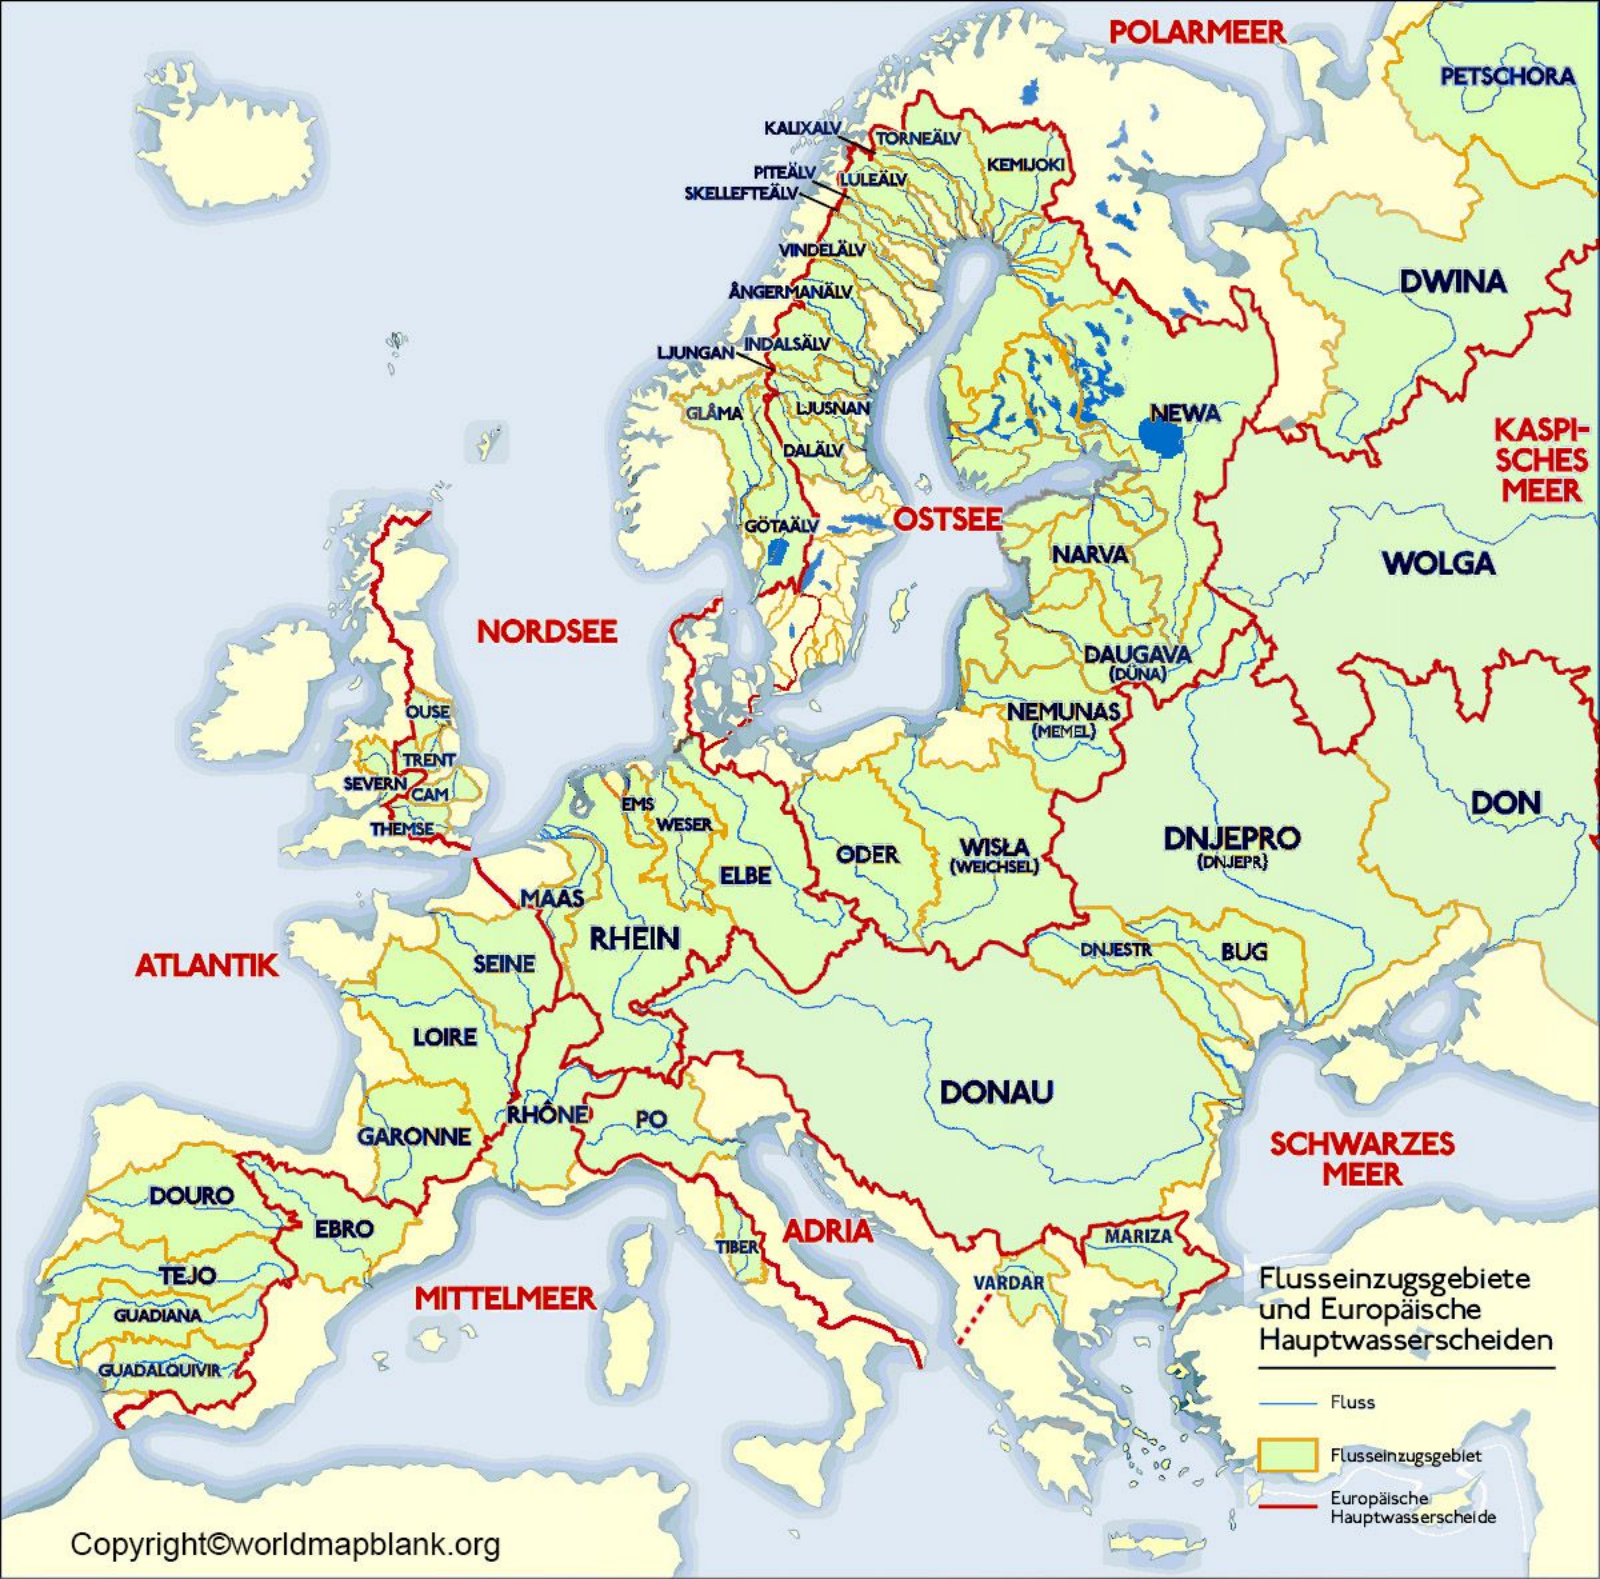 POLARMEER
PETSCHORA
KALIXALV
TORNEÄLV
KEMIJOKI
PITEÄLV
LULEÄLV
SKELLEFTEÄLV
VINDELÄLV
DWINA
ÅNGERMANÄLV
INDALSÄLV
LJUNGAN
GLÅMA
LJUSNAN
NEWA
KASPI-
SCHES
MEER
DALÄLV
GÖTAÄLV
OSTSEE
NARVA
WOLGA
NORDSEE
DAUGAVA
(DÜNA)
OUSE
NEMUNAS
(MEMEL)
TRENT
SEVERN
CAM
EMS
DON
THEMSE
WESER
DNJEPRO
(DNJEPR)
ELBE
ODER
WISŁA
(WEICHSEL)
MAAS
RHEIN
DNJESTR
BUG
ATLANTIK
SEINE
LOIRE
DONAU
RHÔNE
PO
GARONNE
SCHWARZES
MEER
DOURO
EBRO
ADRIA
MARIZA
TIBER
TEJO
VARDAR
MITTELMEER
GUADIANA
GUADALQUIVIR
Flusseinzugsgebiete
und Europäische
Hauptwasserscheiden
Fluss
Flusseinzugsgebiet
Europäische
Hauptwasserscheide
Copyright©worldmapblank.org